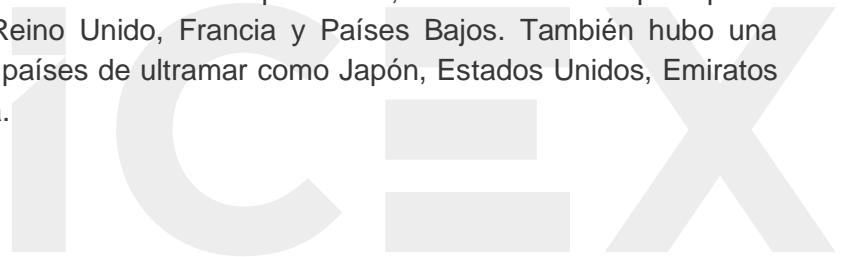 Reino Unido, Francia y Países Bajos. También hubo una
países de ultramar como Japón, Estados Unidos, Emiratos
iCEX